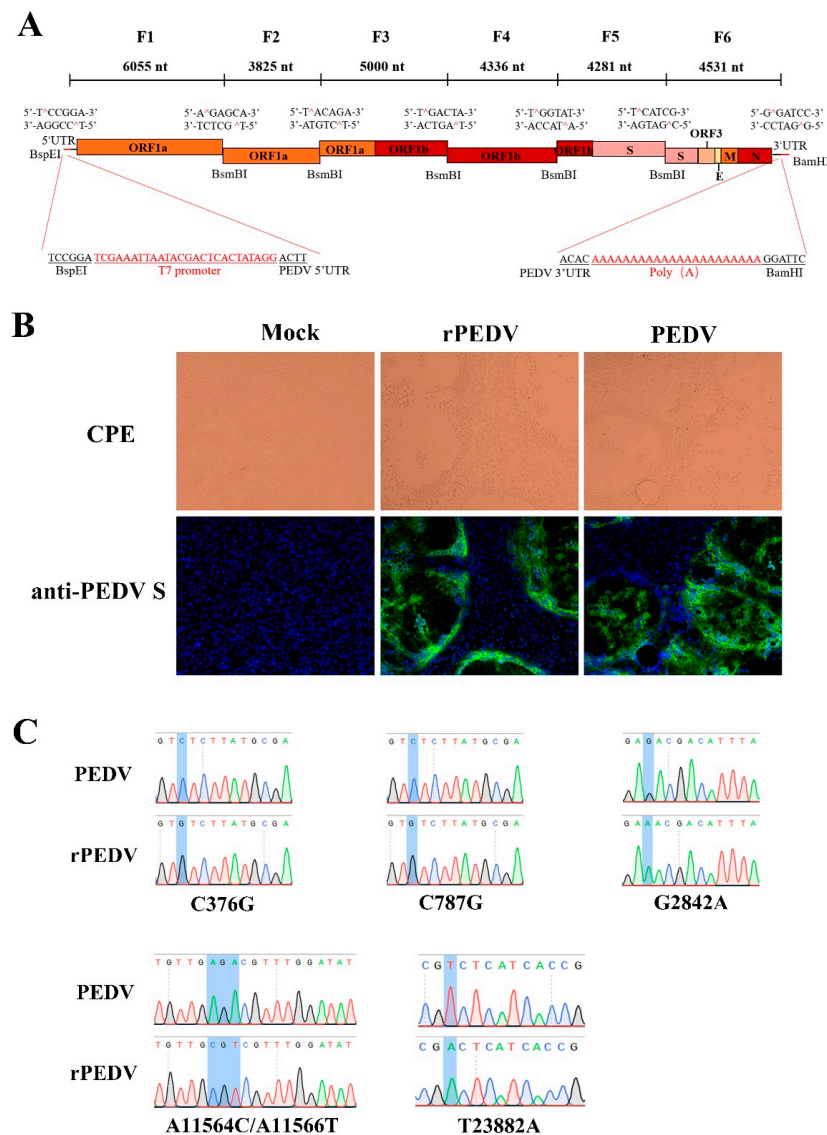 A
F1 F2 F3 F4 F5 F6
6055 nt 3825 nt 5000 nt 4336 nt 4281 nt 4531 nt
5’-T^CCGGA-3’ 5’-A^GAGCA-3’ 5’-T^ACAGA-3’ 5’-T^GACTA-3’ 5’-T^GGTAT-3’ 5’-T^CATCG-3’ 5’-G^GATCC-3’
3’-AGGCC^T-5’ 3’-TCTCG^T-5’ 3’-ATGTC^T-5’ 3’-ACTGA^T-5’ 3’-ACCAT^A-5’ 3’-AGTAG^C-5’ 3’-CCTAG^G-5’
5’UTR ORF3 3’UTR
BspEI ORF1a ORF1a ORF1a ORF1b ORF1b ORF1b S S E M N BamHI
BsmBI BsmBI BsmBI BsmBI BsmBI
TCCGGA TCGAAATTAATACGACTCACTATAGG ACTT ACAC AAAAAAAAAAAAAAAAAAAAAA GGATTC
BspEI T7 promoter PEDV 5’UTR PEDV 3’UTR Poly (A) BamHI
B
Mock rPEDV PEDV
CPE
anti-PEDV S
C
GTCTCTTATGCGA GTCTCTTATGCGA GAGACGACATTTA
PEDV
GTGTCTTATGCGA GTGTCTTATGCGA GAAACGACATTTA
rPEDV
C376G C787G G2842A
TGTTGAGACGTTTGGATAT CGTCTCATCACCG
PEDV
TGTTGCGTCGTTTGGATAT CGACTCATCACCG
rPEDV
A11564C/A11566T T23882A